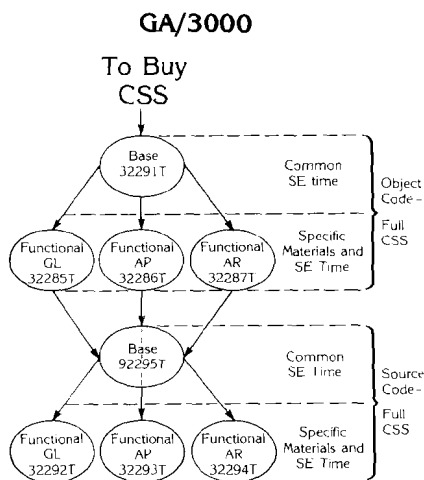 GA/3000
To Buy
CSS
Base
32291T
Common
SE time
Object
Code-
Full
CSS
Functional
GL
32285T
Functional
AP
32286T
Functional
AR
32287T
Specific
Materials and
SE Time
Base
92295T
Common
SE Time
Source
Code-
Full
CSS
Functional
GL
32292T
Functional
AP
32293T
Functional
AR
32294T
Specific
Materials and
SE Time